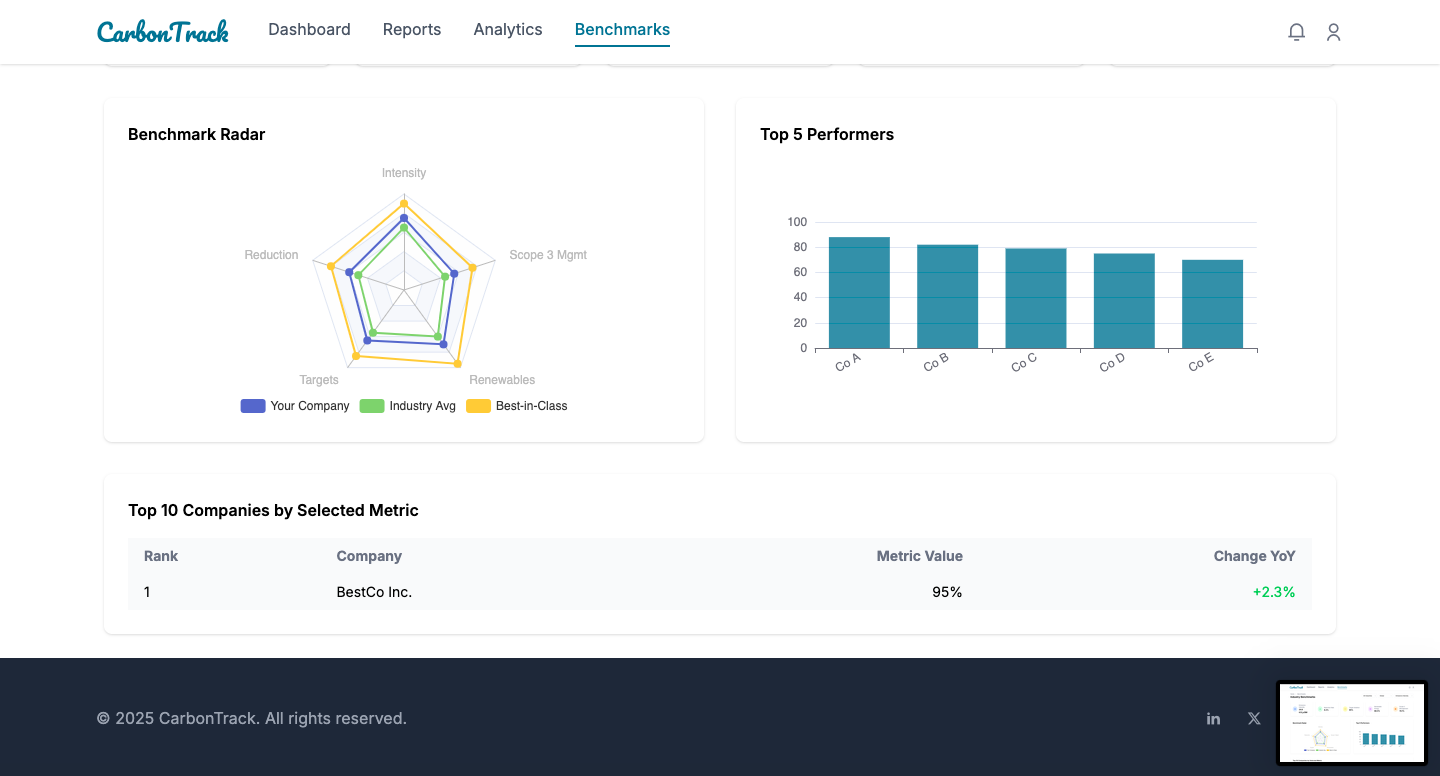 CarbonTrack Dashboard Reports Analytics Benchmarks
Benchmark Radar
Intensity
Reduction
Scope 3 Mgmt
Targets
Renewables
Your Company Industry Avg Best-in-Class
Top 5 Performers
100
80
60
40
20
0
Co A Co B Co C Co D Co E
Top 10 Companies by Selected Metric
Rank Company Metric Value Change YoY
1 BestCo Inc. 95% +2.3%
© 2025 CarbonTrack. All rights reserved.
in X